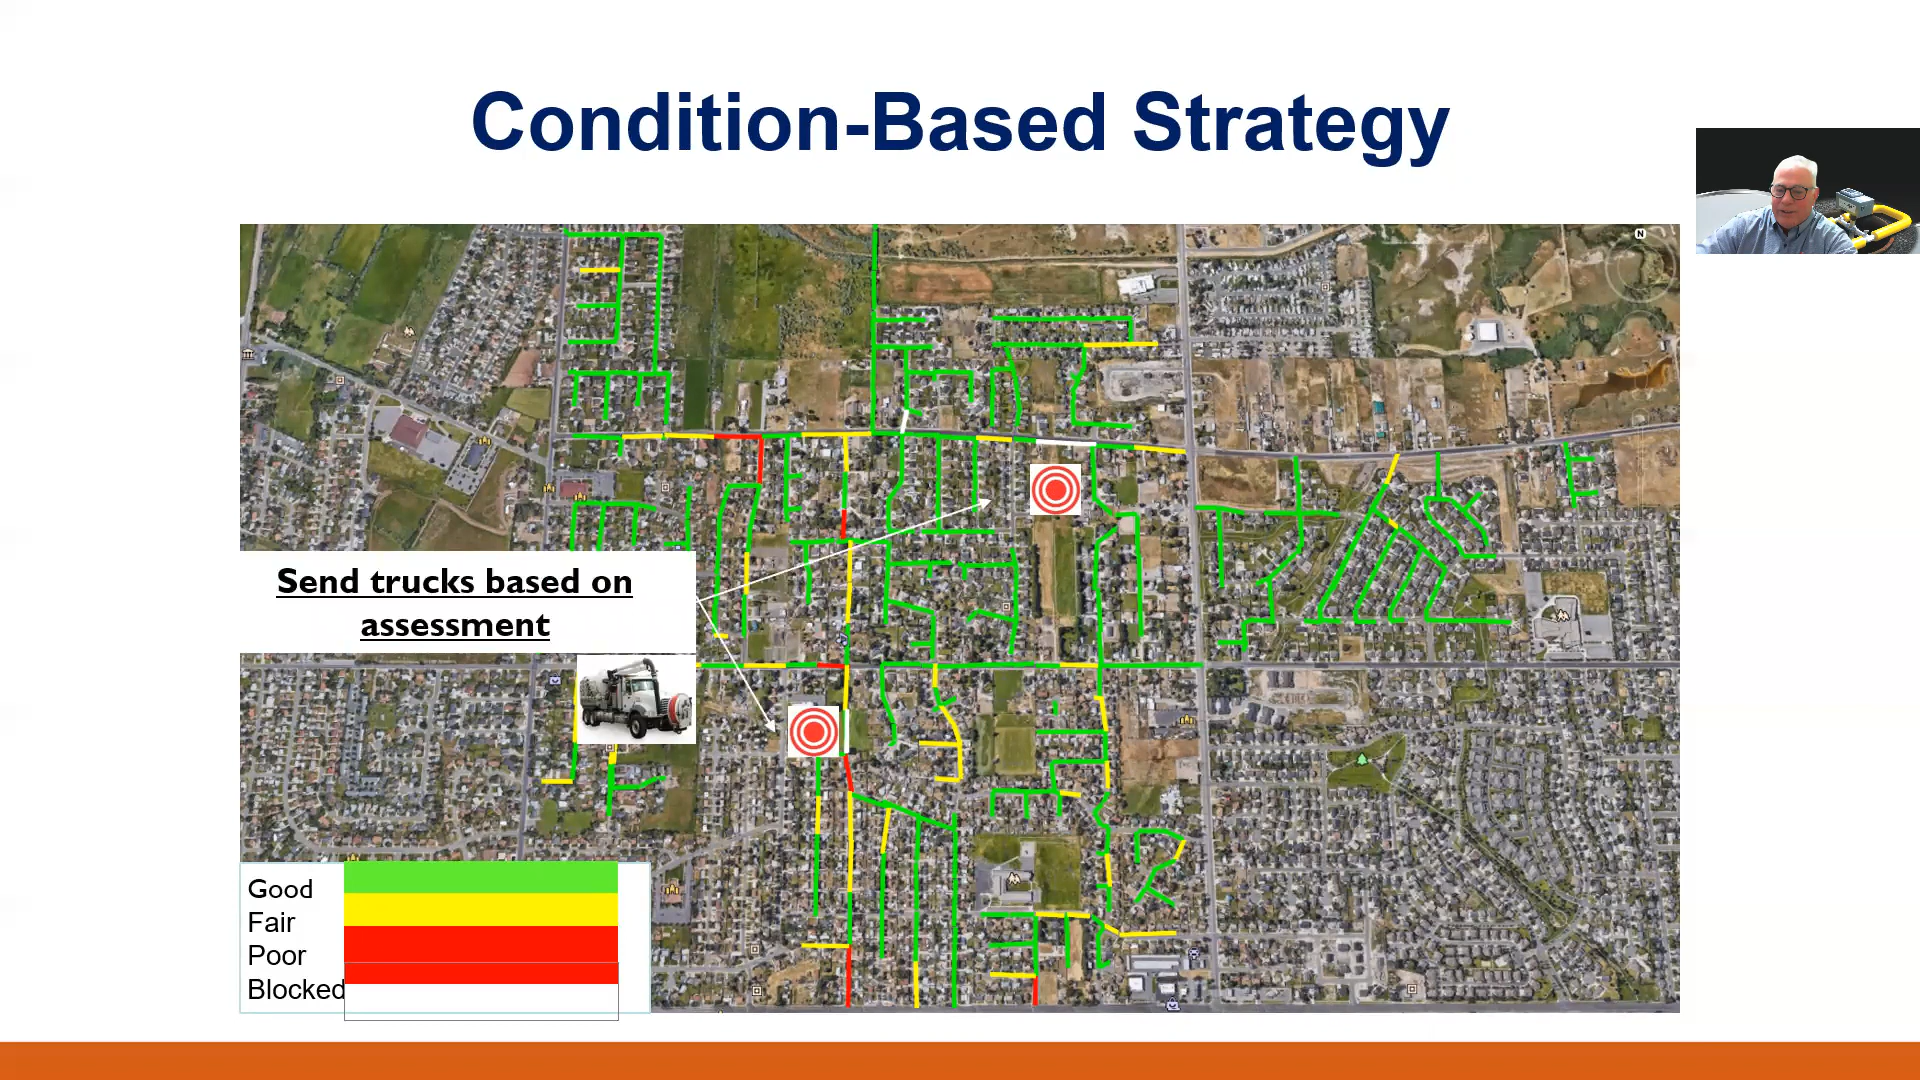 Condition-Based Strategy
N
Send trucks based on
assessment
Good
Fair
Poor
Blocked